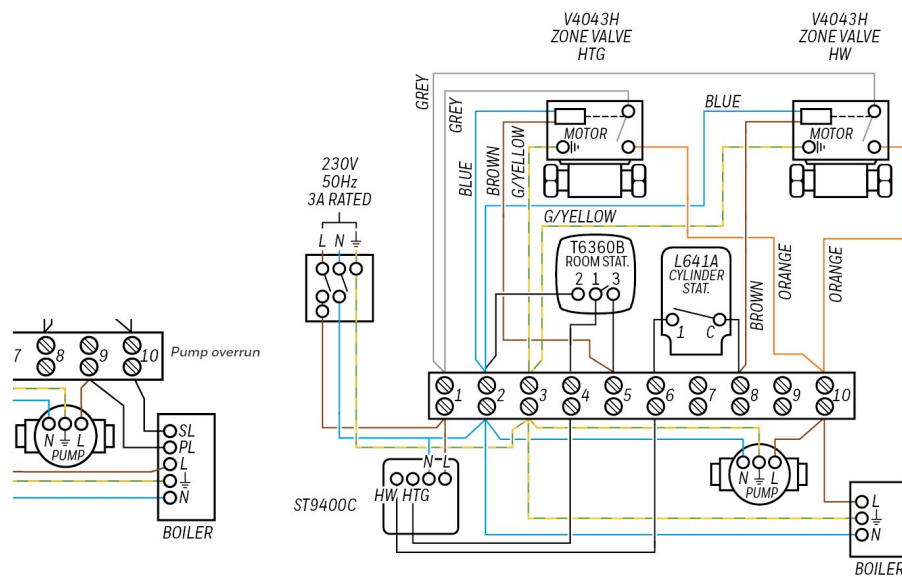 V4043H
ZONE VALVE
HTG
V4043H
ZONE VALVE
HW
GREY
GREY
BLUE
MOTOR
MOTOR
BLUE
BROWN
G/YELLOW
230V
50Hz
3A RATED
L N
G/YELLOW
T6360B
ROOM STAT.
2 1 3
L641A
CYLINDER
STAT.
1 C
BROWN
ORANGE
ORANGE
7 8 9 10
Pump overrun
1 2 3 4 5 6 7 8 9 10
N L
PUMP
SL
PL
L
N
BOILER
N L
HW HTG
ST9400C
N L
PUMP
L
N
BOILER